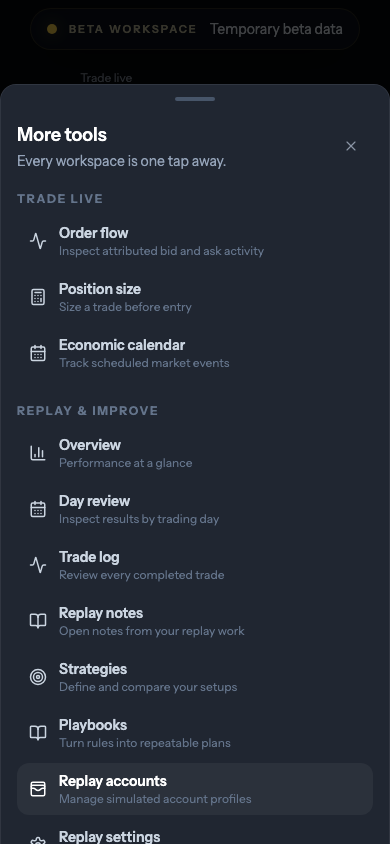 BETA WORKSPACE Temporary beta data
Trade live
More tools
Every workspace is one tap away.
TRADE LIVE
Order flow
Inspect attributed bid and ask activity
Position size
Size a trade before entry
Economic calendar
Track scheduled market events
REPLAY & IMPROVE
Overview
Performance at a glance
Day review
Inspect results by trading day
Trade log
Review every completed trade
Replay notes
Open notes from your replay work
Strategies
Define and compare your setups
Playbooks
Turn rules into repeatable plans
Replay accounts
Manage simulated account profiles
Replay settings